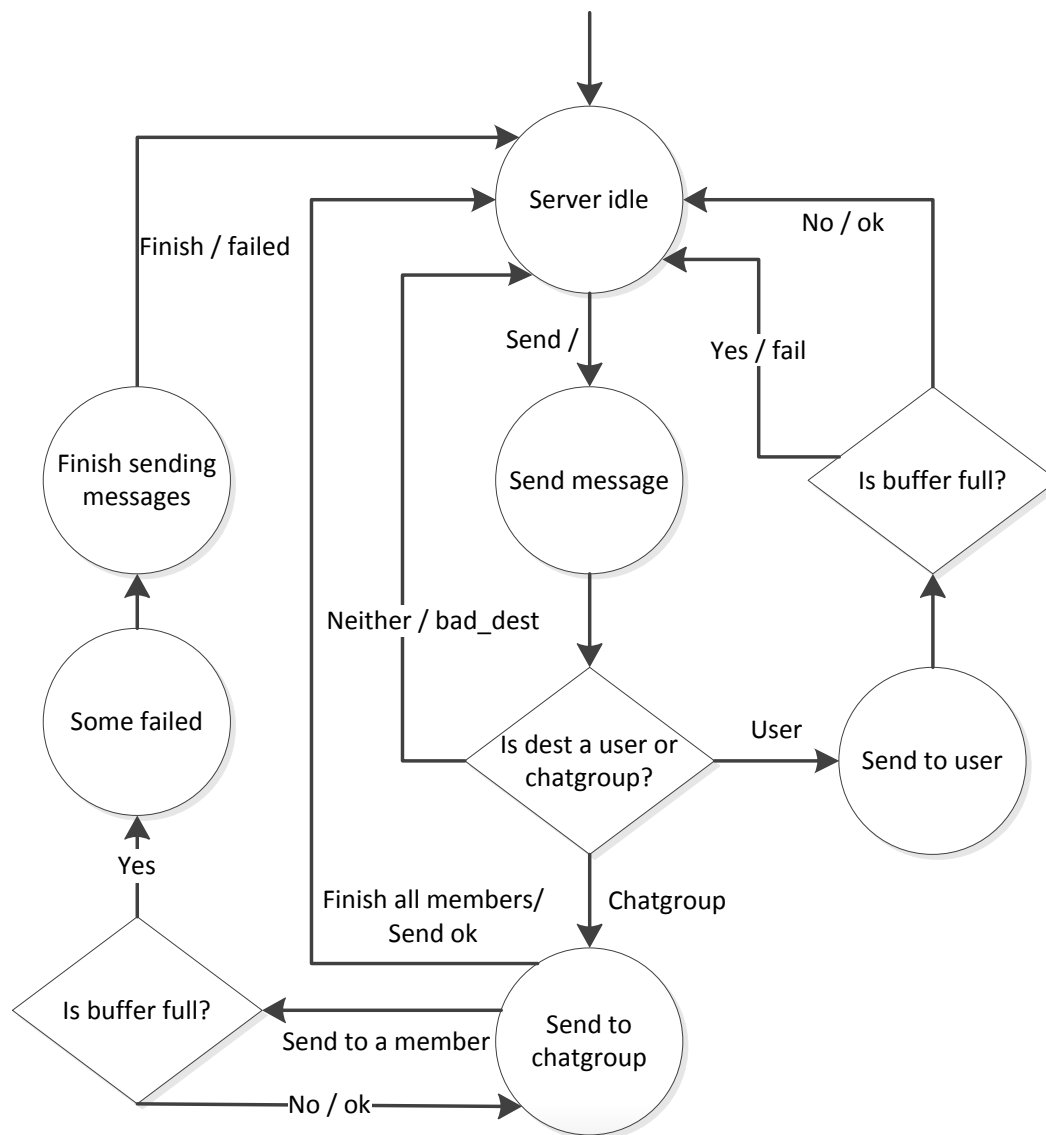 Server idle
No / ok
Finish / failed
Send /
Yes / fail
Finish sending
messages
Send message
Is buffer full?
Neither / bad_dest
Some failed
Is dest a user or
chatgroup?
User
Send to user
Yes
Finish all members/
Send ok
Chatgroup
Is buffer full?
Send to a member
Send to
chatgroup
No / ok